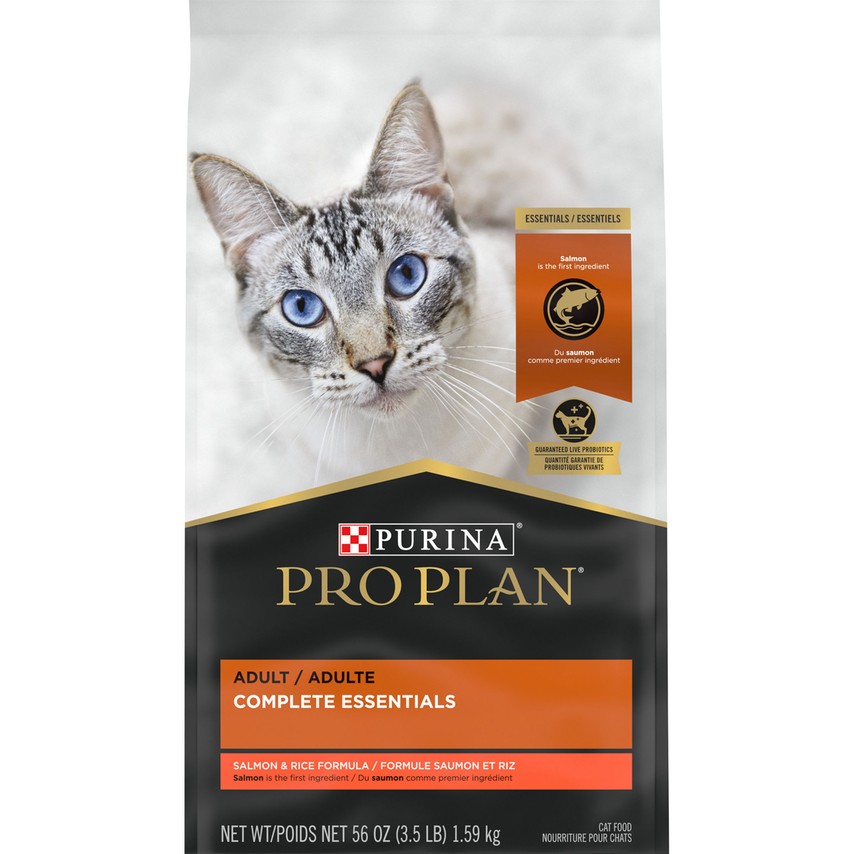 ESSENTIALS / ESSENTIELS
Salmon
is the first ingredient
Du saumon
comme premier ingrédient
GUARANTEED LIVE PROBIOTICS
QUANTITÉ GARANTIE DE
PROBIOTIQUES VIVANTS
PURINA®
PRO PLAN®
ADULT / ADULTE
COMPLETE ESSENTIALS
SALMON & RICE FORMULA / FORMULE SAUMON ET RIZ
Salmon is the first ingredient / Du saumon comme premier ingrédient
NET WT/POIDS NET 56 OZ (3.5 LB) 1.59 kg
CAT FOOD
NOURRITURE POUR CHATS